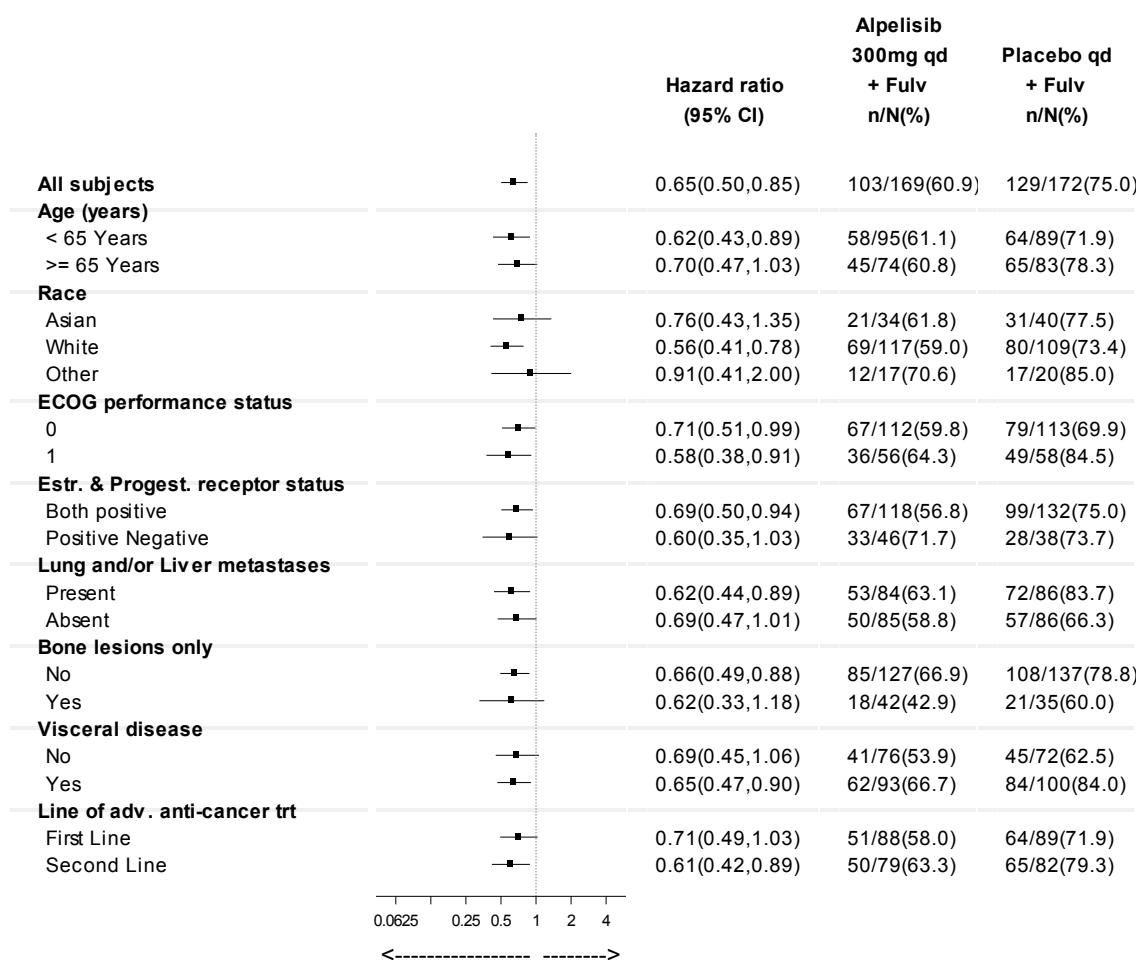 Alpelisib
300mg qd Placebo qd
Hazard ratio + Fulv + Fulv
(95% CI) n/N(%) n/N(%)
All subjects 0.65(0.50,0.85) 103/169(60.9) 129/172(75.0)
Age (years)
< 65 Years 0.62(0.43,0.89) 58/95(61.1) 64/89(71.9)
>= 65 Years 0.70(0.47,1.03) 45/74(60.8) 65/83(78.3)
Race
Asian 0.76(0.43,1.35) 21/34(61.8) 31/40(77.5)
White 0.56(0.41,0.78) 69/117(59.0) 80/109(73.4)
Other 0.91(0.41,2.00) 12/17(70.6) 17/20(85.0)
ECOG performance status
0 0.71(0.51,0.99) 67/112(59.8) 79/113(69.9)
1 0.58(0.38,0.91) 36/56(64.3) 49/58(84.5)
Estr. & Progest. receptor status
Both positive 0.69(0.50,0.94) 67/118(56.8) 99/132(75.0)
Positive Negative 0.60(0.35,1.03) 33/46(71.7) 28/38(73.7)
Lung and/or Liver metastases
Present 0.62(0.44,0.89) 53/84(63.1) 72/86(83.7)
Absent 0.69(0.47,1.01) 50/85(58.8) 57/86(66.3)
Bone lesions only
No 0.66(0.49,0.88) 85/127(66.9) 108/137(78.8)
Yes 0.62(0.33,1.18) 18/42(42.9) 21/35(60.0)
Visceral disease
No 0.69(0.45,1.06) 41/76(53.9) 45/72(62.5)
Yes 0.65(0.47,0.90) 62/93(66.7) 84/100(84.0)
Line of adv. anti-cancer trt
First Line 0.71(0.49,1.03) 51/88(58.0) 64/89(71.9)
Second Line 0.61(0.42,0.89) 50/79(63.3) 65/82(79.3)
0.0625 0.25 0.5 1 2 4
<----------------- -------->